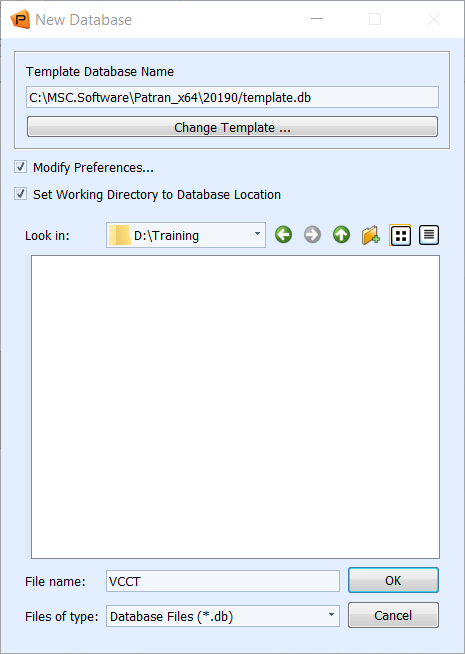 New Database
Template Database Name
C:\MSC.Software\Patran_x64\20190/template.db
Change Template ...
Modify Preferences...
Set Working Directory to Database Location
Look in: D:\Training
File name: VCCT OK
Files of type: Database Files (*.db) Cancel